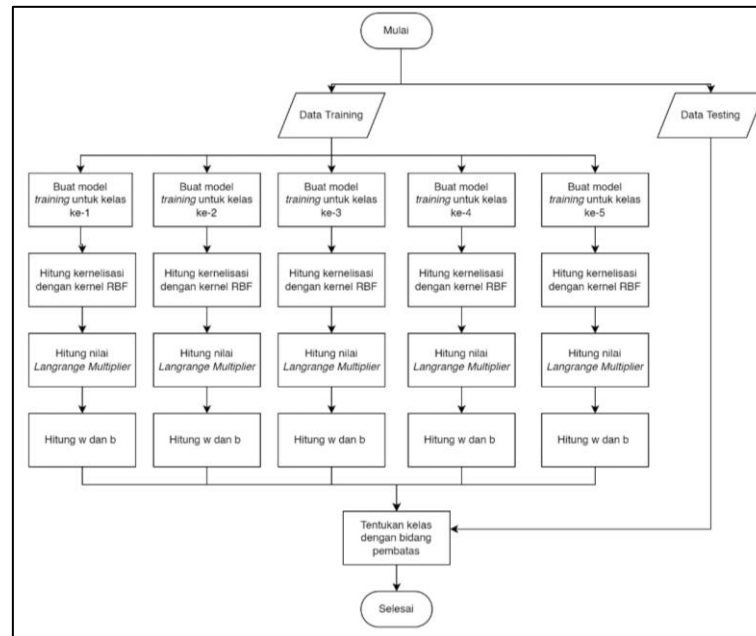 Mulai
Data Training
Data Testing
Buat model
training untuk kelas
ke-1
Buat model
training untuk kelas
ke-2
Buat model
training untuk kelas
ke-3
Buat model
training untuk kelas
ke-4
Buat model
training untuk kelas
ke-5
Hitung kernelisasi
dengan kernel RBF
Hitung kernelisasi
dengan kernel RBF
Hitung kernelisasi
dengan kernel RBF
Hitung kernelisasi
dengan kernel RBF
Hitung kernelisasi
dengan kernel RBF
Hitung nilai
Langrange Multiplier
Hitung nilai
Langrange Multiplier
Hitung nilai
Langrange Multiplier
Hitung nilai
Langrange Multiplier
Hitung nilai
Langrange Multiplier
Hitung w dan b
Hitung w dan b
Hitung w dan b
Hitung w dan b
Hitung w dan b
Tentukan kelas
dengan bidang
pembatas
Selesai